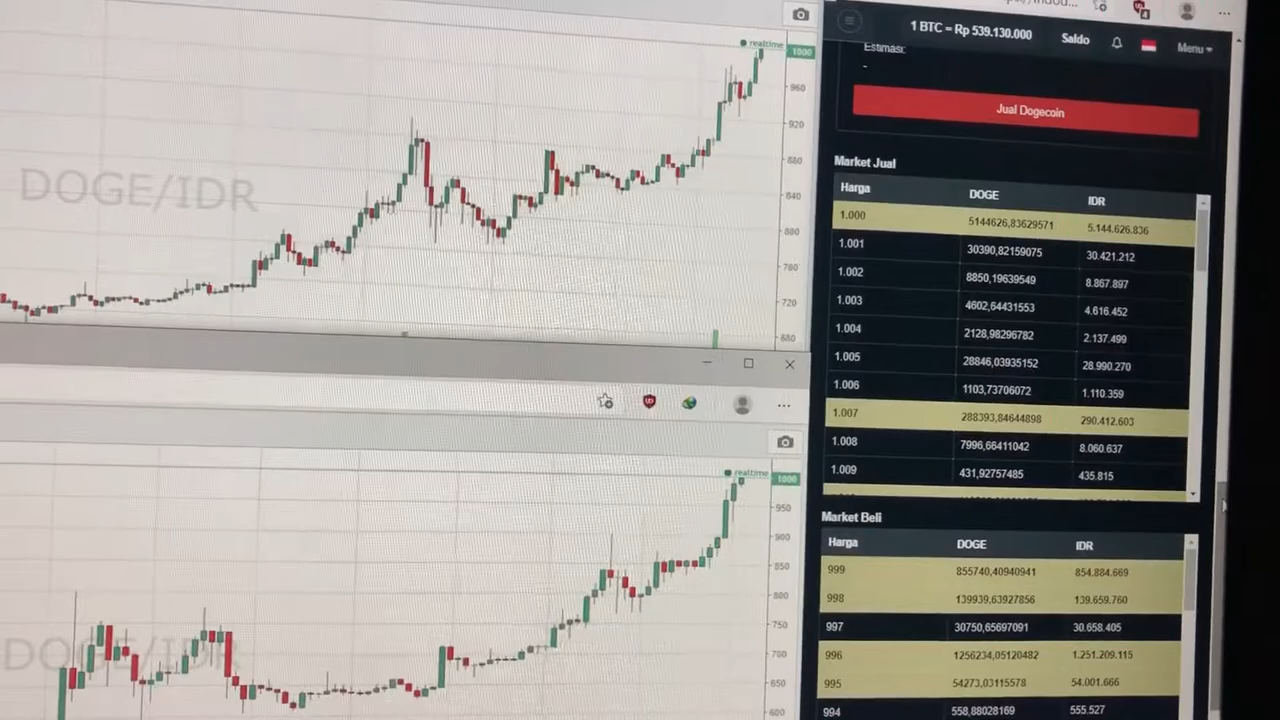 1 BTC = Rp 539.130.000 Saldo Menu
Estimasi:
-
Jual Dogecoin
realtime
1000
960
920
880
840
800
760
720
680
DOGE/IDR
Market Jual
Harga DOGE IDR
1.000 5144626,83629571 5.144.626.836
1.001 30390,82159075 30.421.212
1.002 8850,19639549 8.867.897
1.003 4602,64431553 4.616.452
1.004 2128,98296782 2.137.499
1.005 28846,03935152 28.990.270
1.006 1103,73706072 1.110.359
1.007 288393,84644898 290.412.603
1.008 7996,66411042 8.060.637
1.009 431,92757485 435.815
realtime
1000
950
900
850
800
750
700
650
600
DOGE/IDR
Market Beli
Harga DOGE IDR
999 855740,40940941 854.884.669
998 139939,63927856 139.659.760
997 30750,65697091 30.658.405
996 1256234,05120482 1.251.209.115
995 54273,03115578 54.001.666
994 558,88028169 555.527